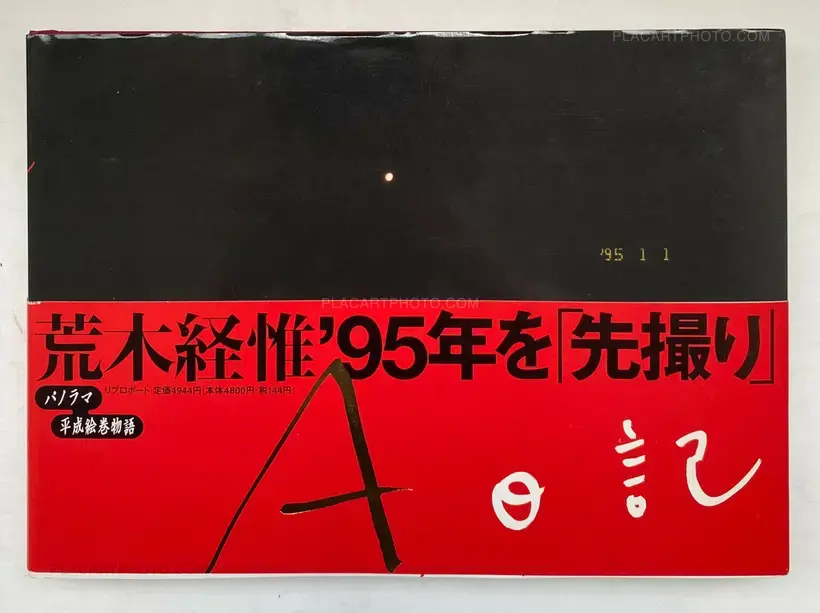 PLACARTPHOTO.COM
'95 1 1
PLACARTPHOTO.COM
荒木経惟'95年を「先撮り」
リブロポート・定価4944円[本体4800円・税144円]
パノラマ
平成絵巻物語
A日記
PLACARTPHOTO.COM